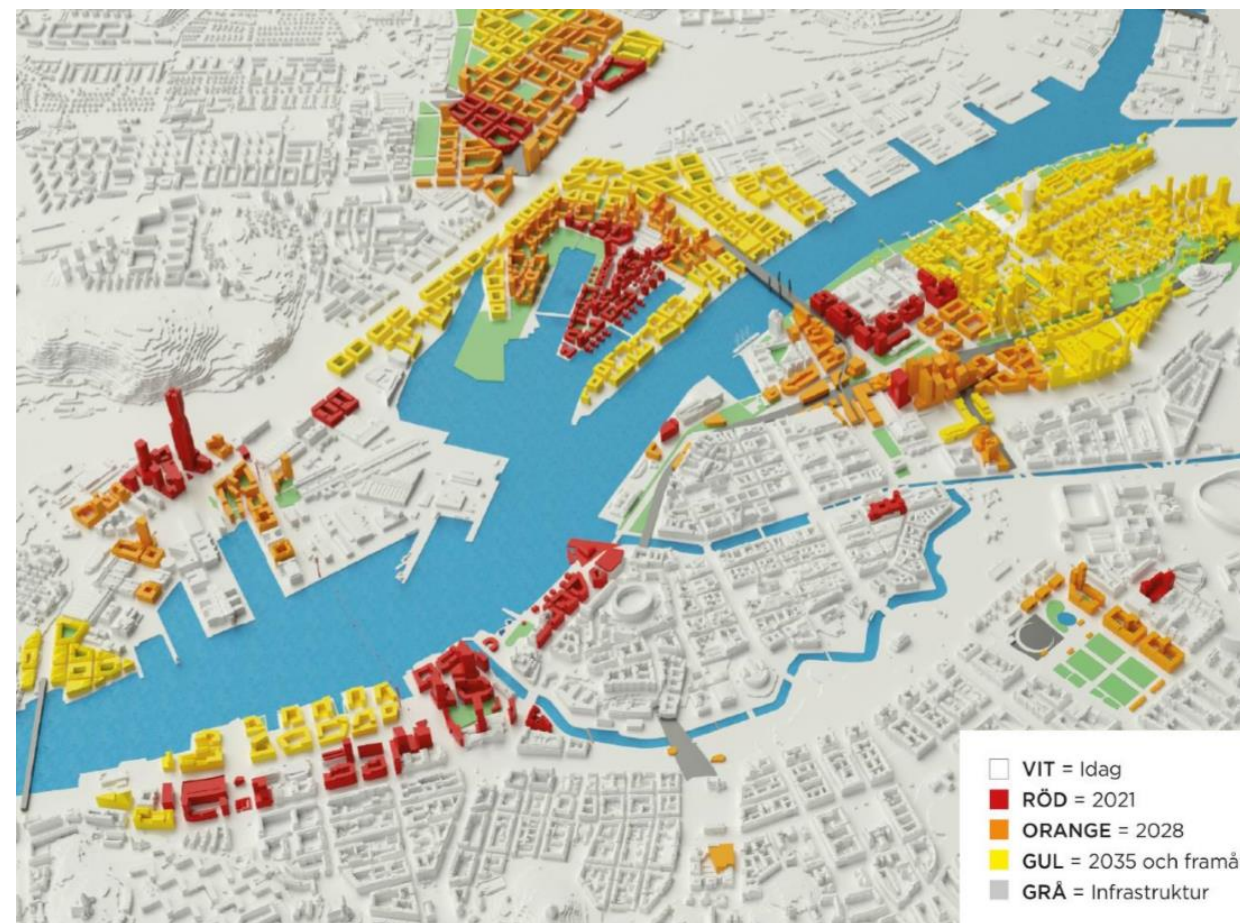 VIT = Idag
RÖD = 2021
ORANGE = 2028
GUL = 2035 och framå
GRÅ = Infrastruktur